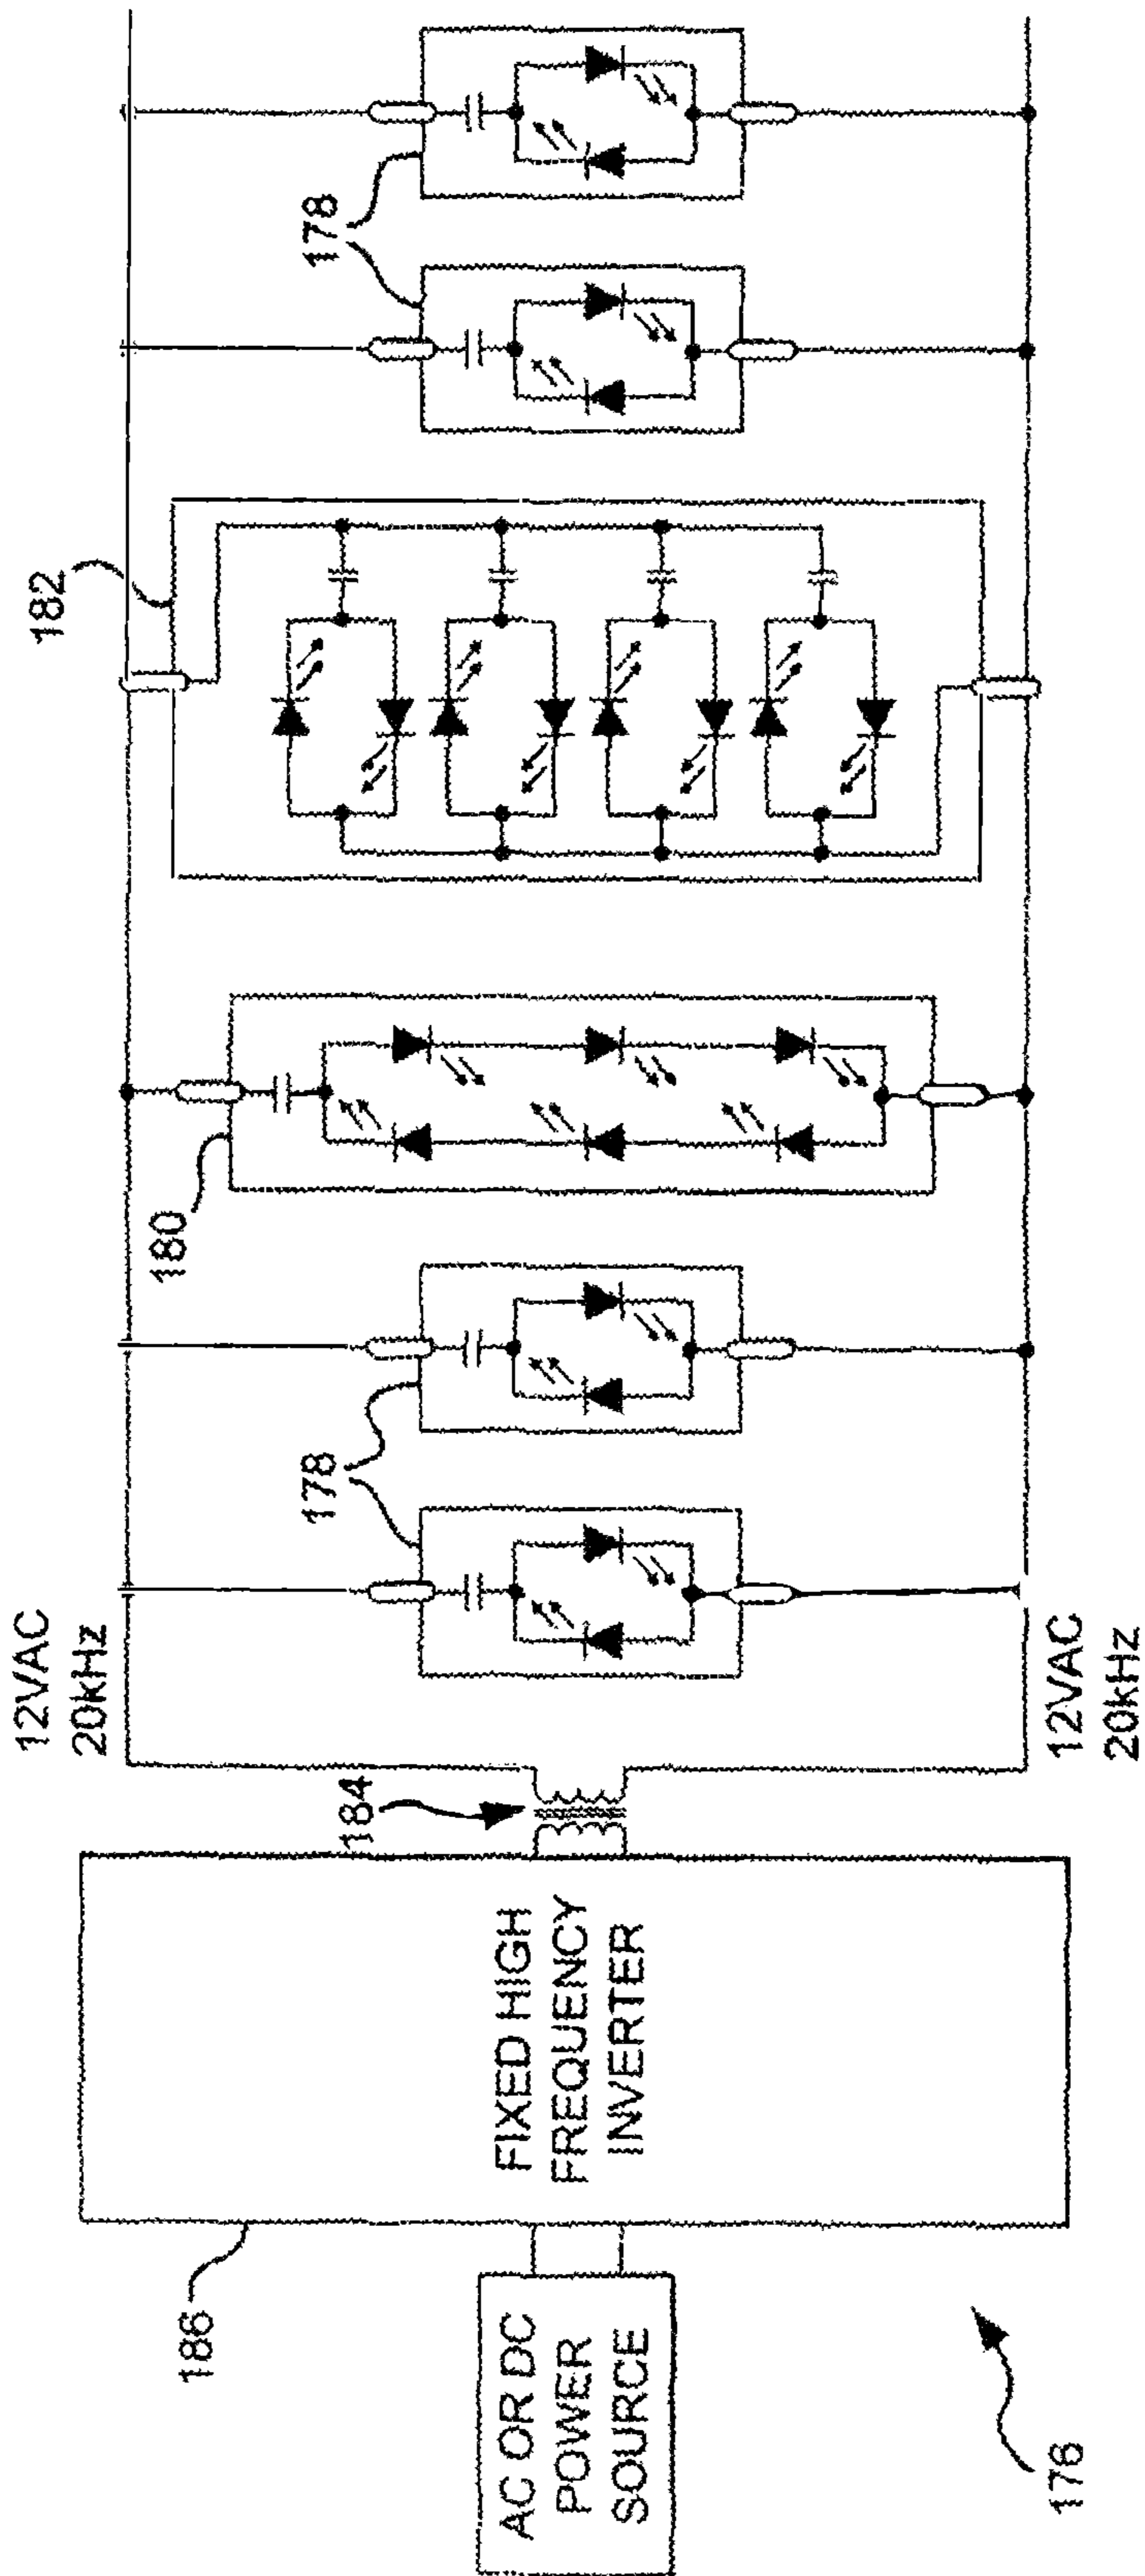 AC OR DC
POWER
SOURCE
186
FIXED HIGH
FREQUENCY
INVERTER
176
184
12VAC
20kHz
12VAC
20kHz
178
180
182
178